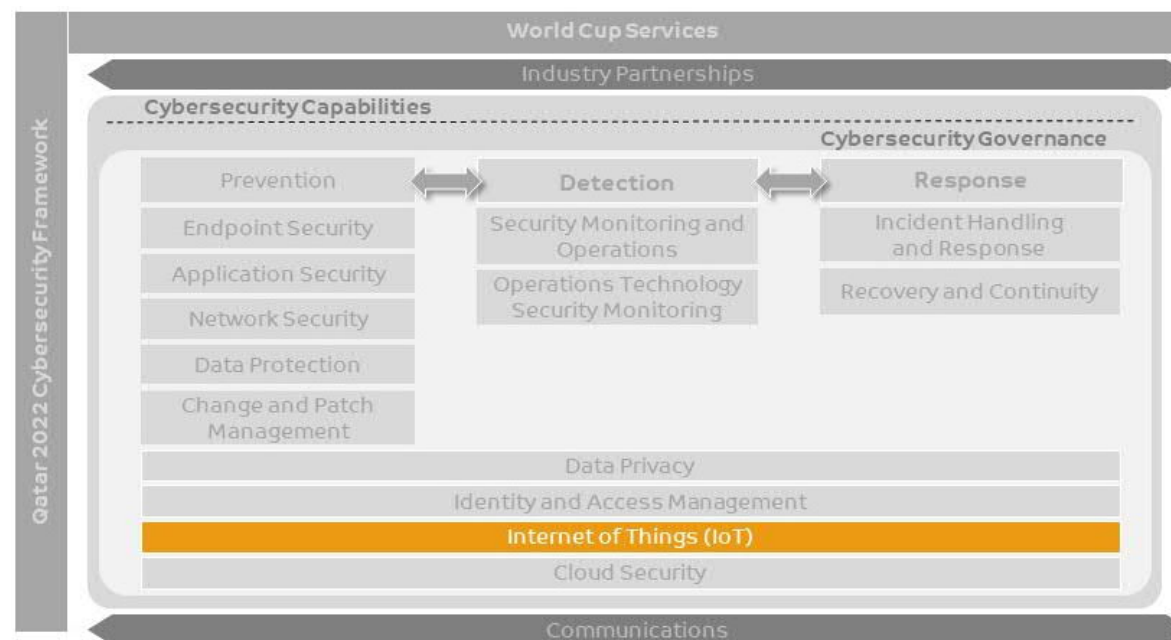 World Cup Services
Industry Partnerships
Qatar 2022 Cybersecurity Framework
Cybersecurity Capabilities
Cybersecurity Governance
Prevention
Detection
Response
Endpoint Security
Security Monitoring and
Operations
Incident Handling
and Response
Application Security
Operations Technology
Security Monitoring
Recovery and Continuity
Network Security
Data Protection
Change and Patch
Management
Data Privacy
Identity and Access Management
Internet of Things (IoT)
Cloud Security
Communications